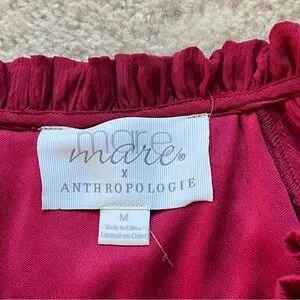 mare
mare®
X
ANTHROPOLOGIE
M
Made in China
Fabriqué en Chine